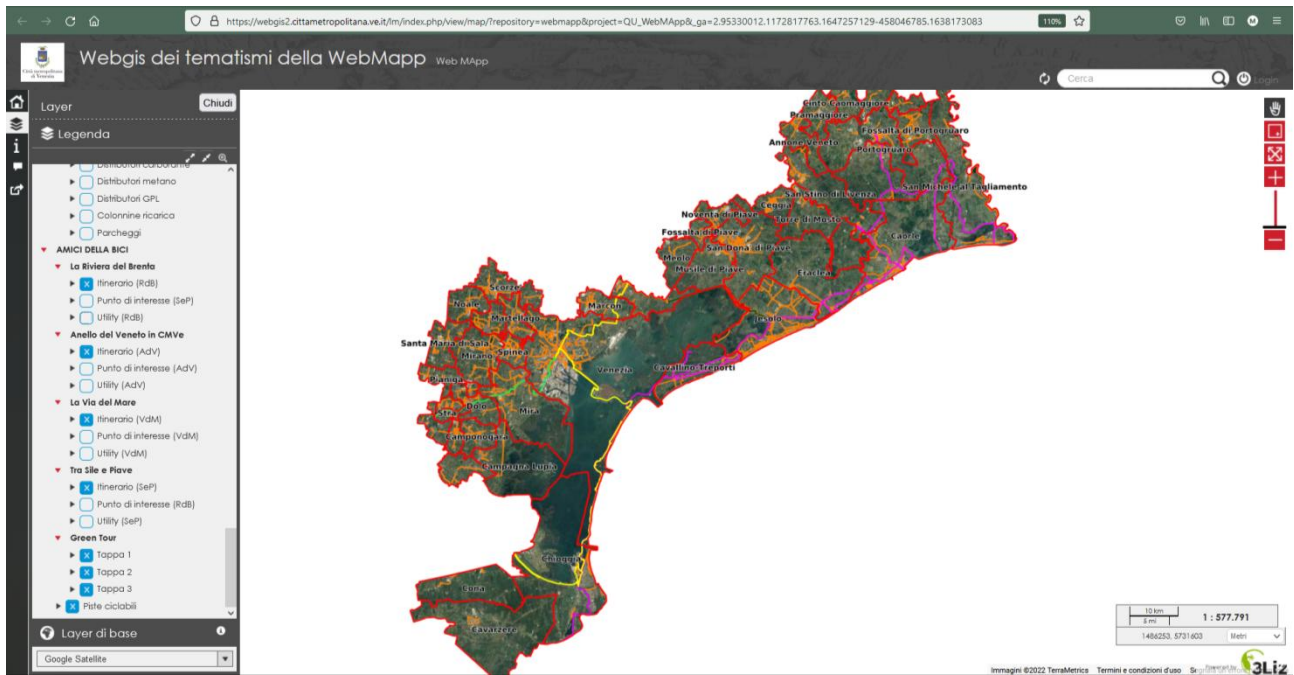 https://webgis2.cittametropolitana.ve.it/lm/index.php/view/map/?repository=webmapp&project=QU_WebMApp&_ga=2.95330012.1172817763.1647257129-458046785.1638173083
110%
Webgis dei tematismi della WebMapp Web MApp
Cerca
Login
Layer
Chiudi
Legenda
Distributori carburante
Distributori metano
Distributori GPL
Colonnine ricarica
Parcheggi
AMICI DELLA BICI
La Riviera del Brenta
Itinerario (RdB)
Punto di interesse (SeP)
Utility (RdB)
Anello del Veneto in CMVe
Itinerario (AdV)
Punto di interesse (AdV)
Utility (AdV)
La Via del Mare
Itinerario (VdM)
Punto di interesse (VdM)
Utility (VdM)
Tra Sile e Piave
Itinerario (SeP)
Punto di interesse (RdB)
Utility (SeP)
Green Tour
Tappa 1
Tappa 2
Tappa 3
Piste ciclabili
Layer di base
Google Satellite
Cinto Caomaggiore
Pramaggiore
Fossalta di Portogruaro
Annone Veneto
Portogruaro
San Michele al Tagliamento
San Stino di Livenza
Ceggia
Noventa di Piave
Torre di Mosto
Fossalta di Piave
Caorle
San Donà di Piave
Meolo
Musile di Piave
Eraclea
Scorzè
Noale
Marcon
Martellago
Jesolo
Santa Maria di Sala
Spinea
Mirano
Venezia
Cavallino-Treporti
Pianiga
Dolo
Stra
Mira
Camponogara
Campagna Lupia
Chioggia
Cona
Cavarzere
10 km
5 mi
1 : 577.791
1486253, 5731603
Metri
Immagini ©2022 TerraMetrics
Termini e condizioni d'uso
Powered by
3Liz